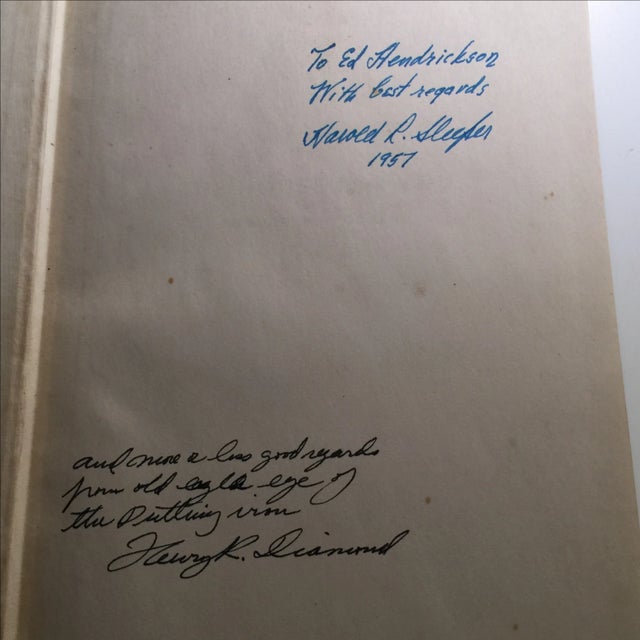 To Ed Hendrickson
With best regards
Harold R. Sleeper
1957
and more or less good regards
from old eagle eye of
the Putting iron
Henry R. Diamond